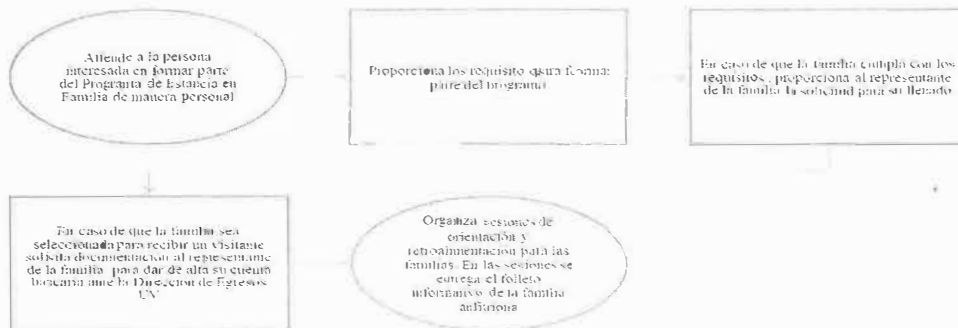 Atiende a la persona
interesada en formar parte
del Programa de Estancia en
Familia de manera personal
Proporciona los requisito para formar
parte del programa
En caso de que la familia cumpla con los
requisitos, proporciona al representante
de la familia la solicitud para su llenado
En caso de que la familia sea
seleccionada para recibir un visitante
solicita documentación al representante
de la familia para dar de alta su cuenta
bancaria ante la Dirección de Egresos
UV
Organiza sesiones de
orientación y
retroalimentación para las
familias. En las sesiones se
entrega el folleto
informativo de la familia
anfitriona